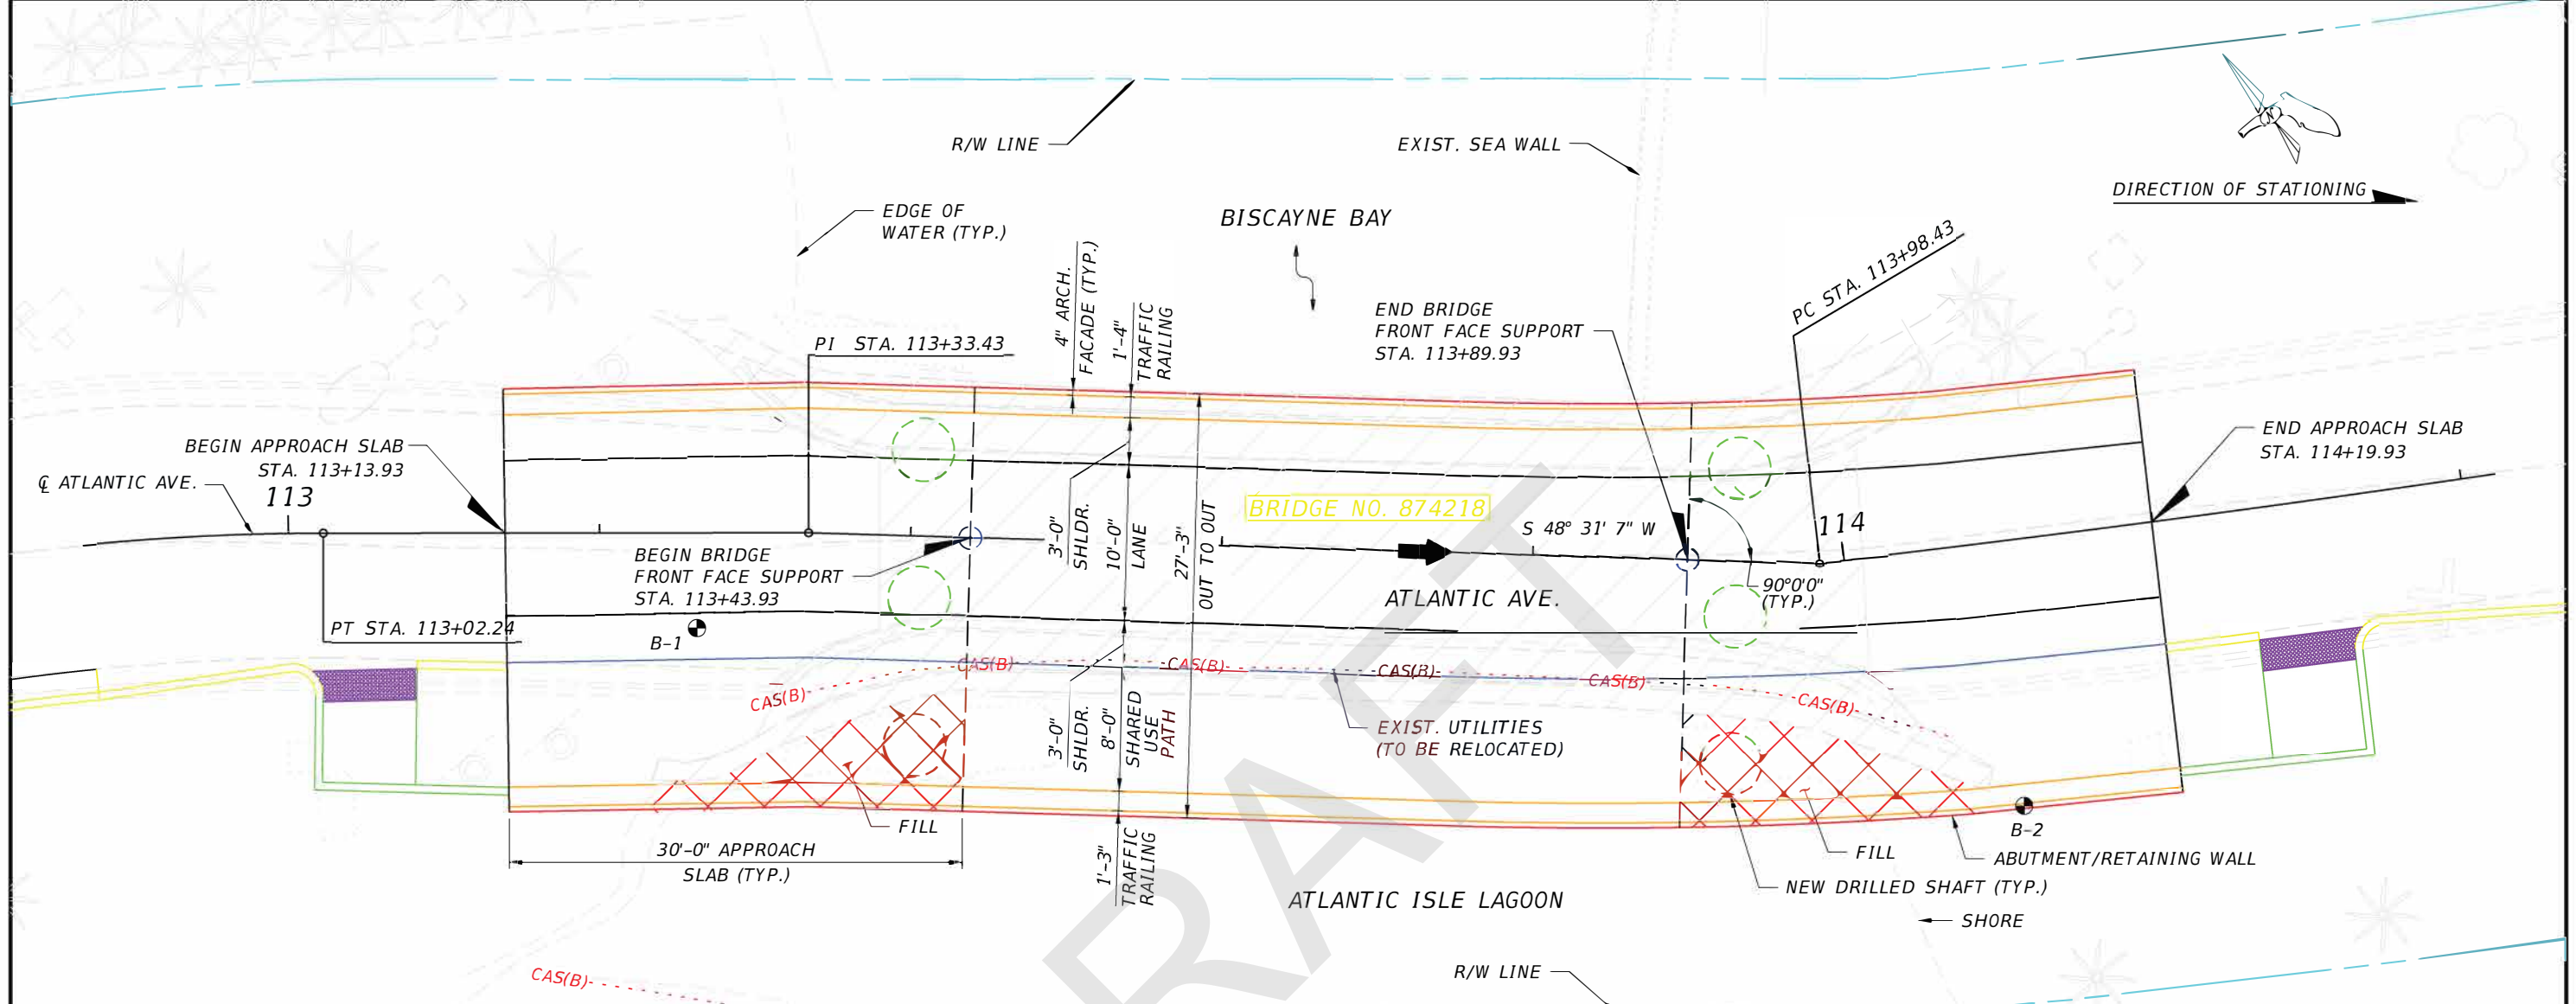 R/W LINE
EXIST. SEA WALL
N
DIRECTION OF STATIONING
EDGE OF
WATER (TYP.)
BISCAYNE BAY
PC STA. 113+98.43
4" ARCH.
FACADE (TYP.)
1'-4"
TRAFFIC
RAILING
END BRIDGE
FRONT FACE SUPPORT
STA. 113+89.93
PI STA. 113+33.43
BEGIN APPROACH SLAB
STA. 113+13.93
℄ ATLANTIC AVE.
113
END APPROACH SLAB
STA. 114+19.93
BRIDGE NO. 874218
S 48° 31' 7" W
114
3'-0"
SHLDR.
10'-0"
LANE
27'-3"
OUT TO OUT
BEGIN BRIDGE
FRONT FACE SUPPORT
STA. 113+43.93
90°0'0"
(TYP.)
ATLANTIC AVE.
PT STA. 113+02.24
B-1
CAS(B)
CAS(B)
CAS(B)
CAS(B)
CAS(B)
CAS(B)
3'-0"
SHLDR.
8'-0"
SHARED
USE
PATH
EXIST. UTILITIES
(TO BE RELOCATED)
FILL
30'-0" APPROACH
SLAB (TYP.)
1'-3"
TRAFFIC
RAILING
B-2
FILL
ABUTMENT/RETAINING WALL
NEW DRILLED SHAFT (TYP.)
ATLANTIC ISLE LAGOON
SHORE
CAS(B)
R/W LINE
RAFT